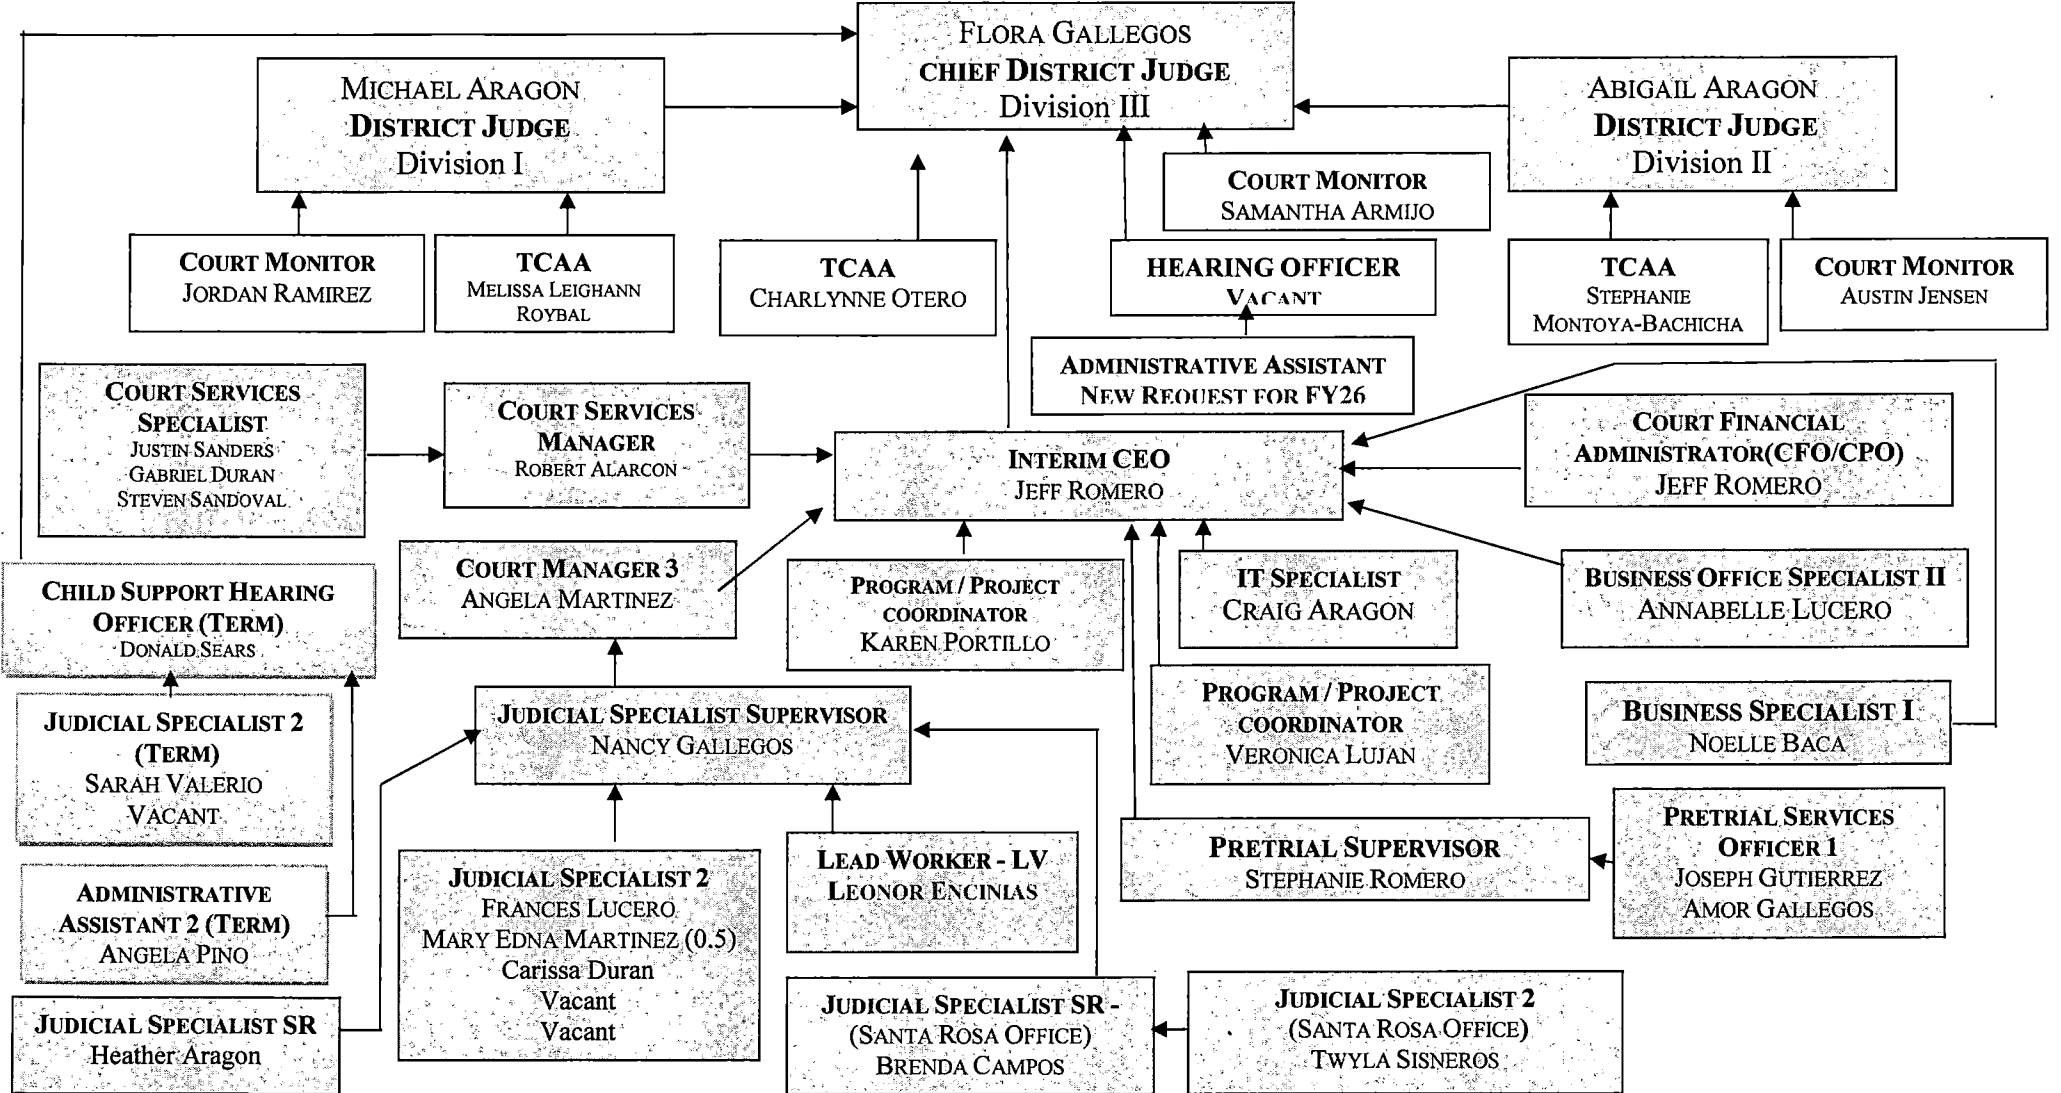 FLORA GALLEGOS
CHIEF DISTRICT JUDGE
Division III
MICHAEL ARAGON
DISTRICT JUDGE
Division I
ABIGAIL ARAGON
DISTRICT JUDGE
Division II
COURT MONITOR
SAMANTHA ARMIJO
COURT MONITOR
JORDAN RAMIREZ
TCAA
MELISSA LEIGHANN
ROYBAL
TCAA
CHARLYNNE OTERO
HEARING OFFICER
VACANT
TCAA
STEPHANIE
MONTOYA-BACHICHA
COURT MONITOR
AUSTIN JENSEN
ADMINISTRATIVE ASSISTANT
NEW REQUEST FOR FY26
COURT SERVICES
SPECIALIST
JUSTIN SANDERS
GABRIEL DURAN
STEVEN SANDOVAL
COURT SERVICES
MANAGER
ROBERT ALARCON
INTERIM CEO
JEFF ROMERO
COURT FINANCIAL
ADMINISTRATOR(CFO/CPO)
JEFF ROMERO
CHILD SUPPORT HEARING
OFFICER (TERM)
DONALD SEARS
COURT MANAGER 3
ANGELA MARTINEZ
PROGRAM / PROJECT
COORDINATOR
KAREN PORTILLO
IT SPECIALIST
CRAIG ARAGON
BUSINESS OFFICE SPECIALIST II
ANNABELLE LUCERO
JUDICIAL SPECIALIST 2
(TERM)
SARAH VALERIO
VACANT
JUDICIAL SPECIALIST SUPERVISOR
NANCY GALLEGOS
PROGRAM / PROJECT
COORDINATOR
VERONICA LUJAN
BUSINESS SPECIALIST I
NOELLE BACA
ADMINISTRATIVE
ASSISTANT 2 (TERM)
ANGELA PINO
JUDICIAL SPECIALIST 2
FRANCES LUCERO
MARY EDNA MARTINEZ (0.5)
Carissa Duran
Vacant
Vacant
LEAD WORKER - LV
LEONOR ENCINIAS
PRETRIAL SUPERVISOR
STEPHANIE ROMERO
PRETRIAL SERVICES
OFFICER 1
JOSEPH GUTIERREZ
AMOR GALLEGOS
JUDICIAL SPECIALIST SR
Heather Aragon
JUDICIAL SPECIALIST SR -
(SANTA ROSA OFFICE)
BRENDA CAMPOS
JUDICIAL SPECIALIST 2
(SANTA ROSA OFFICE)
TWYLA SISNEROS